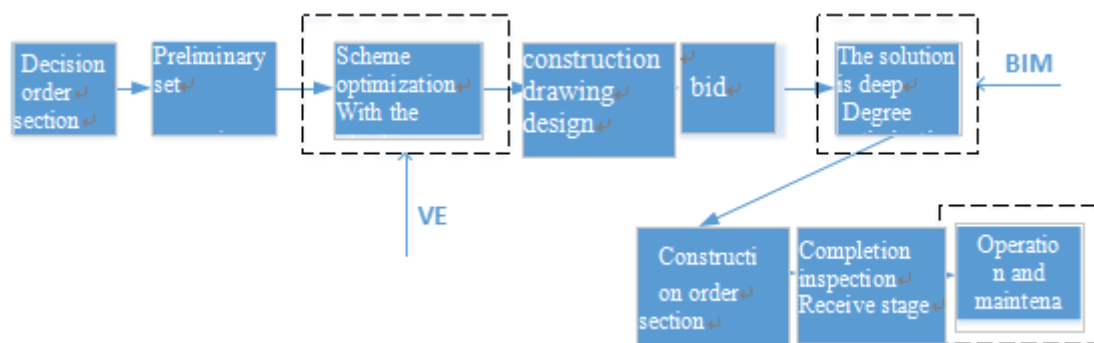 Decision
order
section
Preliminary
set
Scheme
optimization
With the
construction
drawing
design
bid
The solution
is deep
Degree
BIM
VE
Constructi
on order
section
Completion
inspection
Receive stage
Operatio
n and
maintena